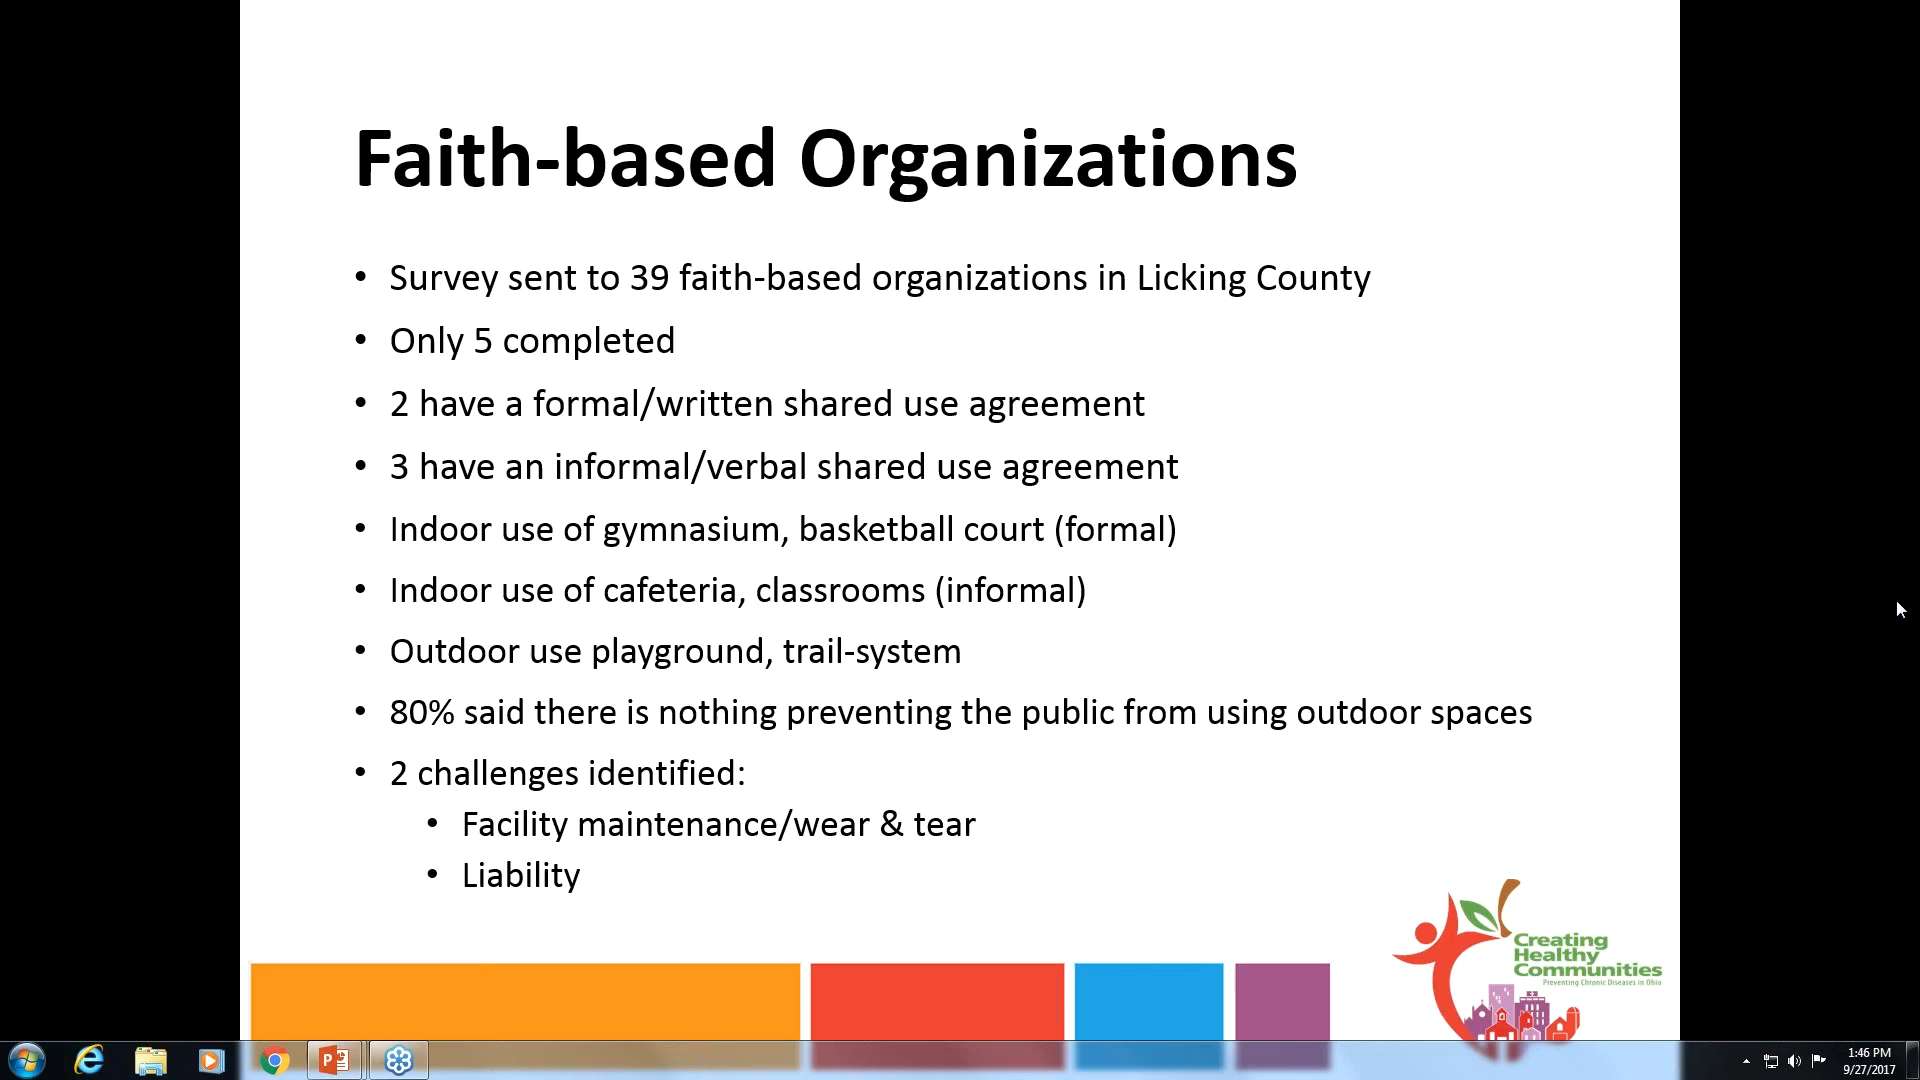 Faith-based Organizations
• Survey sent to 39 faith-based organizations in Licking County
• Only 5 completed
• 2 have a formal/written shared use agreement
• 3 have an informal/verbal shared use agreement
• Indoor use of gymnasium, basketball court (formal)
• Indoor use of cafeteria, classrooms (informal)
• Outdoor use playground, trail-system
• 80% said there is nothing preventing the public from using outdoor spaces
• 2 challenges identified:
• Facility maintenance/wear & tear
• Liability
Creating
Healthy
Communities
Preventing Chronic Diseases in Ohio
1:46 PM
9/27/2017